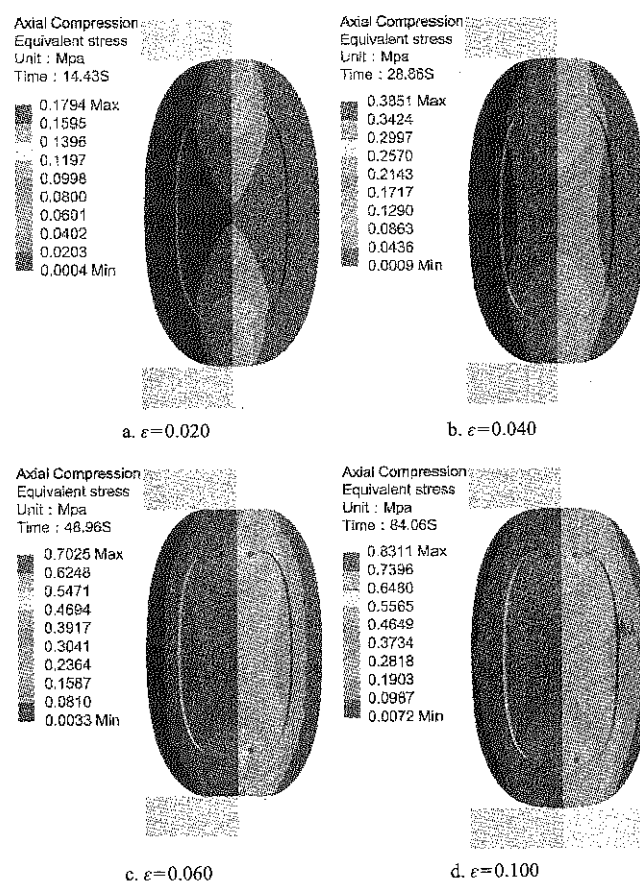 Axial Compression
Equivalent stress
Unit : Mpa
Time : 14.43S
0.1794 Max
0.1595
0.1396
0.1197
0.0998
0.0800
0.0601
0.0402
0.0203
0.0004 Min
a. ε=0.020
Axial Compression
Equivalent stress
Unit : Mpa
Time : 28.86S
0.3851 Max
0.3424
0.2997
0.2570
0.2143
0.1717
0.1290
0.0863
0.0436
0.0009 Min
b. ε=0.040
Axial Compression
Equivalent stress
Unit : Mpa
Time : 48.96S
0.7025 Max
0.6248
0.5471
0.4694
0.3917
0.3041
0.2364
0.1587
0.0810
0.0033 Min
c. ε=0.060
Axial Compression
Equivalent stress
Unit : Mpa
Time : 84.06S
0.8311 Max
0.7396
0.6480
0.5565
0.4649
0.3734
0.2818
0.1903
0.0987
0.0072 Min
d. ε=0.100